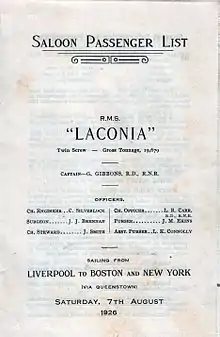 SALOON PASSENGER LIST
R.M.S.
"LACONIA"
Twin Screw — Gross Tonnage, 19,679
CAPTAIN—G. GIBBONS, R.D., R.N.R.
OFFICERS.
CH. ENGINEER...C. SILVERLOCK CH. OFFICER...... L. R. CARR, R.D., R.N.R.
SURGEON... J. J. BRENNAN PURSER... J. M. EKINS
CH. STEWARD... J. SMITH ASST. PURSER...L. K. CONNOLLY
SAILING FROM
LIVERPOOL TO BOSTON AND NEW YORK
(VIA QUEENSTOWN)
SATURDAY, 7TH AUGUST
1926